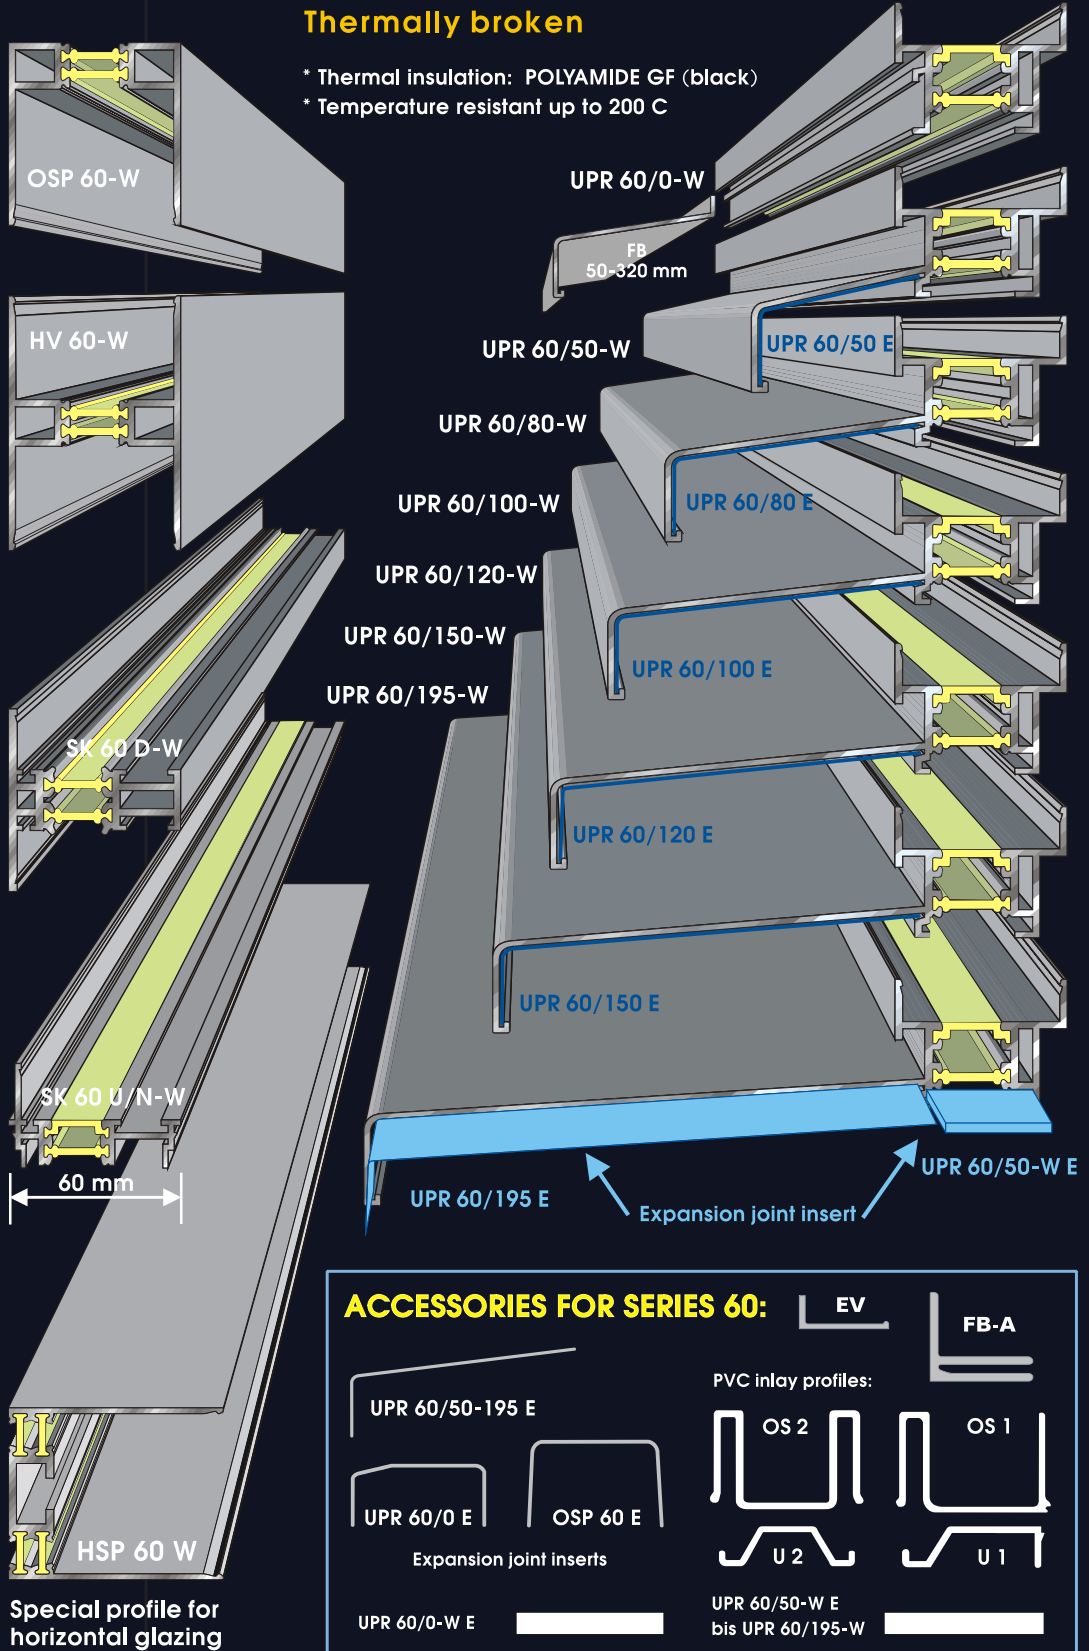 Thermally broken
* Thermal insulation: POLYAMIDE GF (black)
* Temperature resistant up to 200 C
OSP 60-W
UPR 60/0-W
FB
50-320 mm
HV 60-W
UPR 60/50-W
UPR 60/50 E
UPR 60/80-W
UPR 60/100-W
UPR 60/80 E
UPR 60/120-W
UPR 60/150-W
UPR 60/100 E
UPR 60/195-W
SK 60 D-W
UPR 60/120 E
UPR 60/150 E
SK 60 U/N-W
60 mm
UPR 60/195 E
UPR 60/50-W E
Expansion joint insert
HSP 60 W
Special profile for
horizontal glazing
ACCESSORIES FOR SERIES 60:
EV
FB-A
UPR 60/50-195 E
PVC inlay profiles:
OS 2
OS 1
UPR 60/0 E
OSP 60 E
U 2
U 1
Expansion joint inserts
UPR 60/0-W E
UPR 60/50-W E
bis UPR 60/195-W